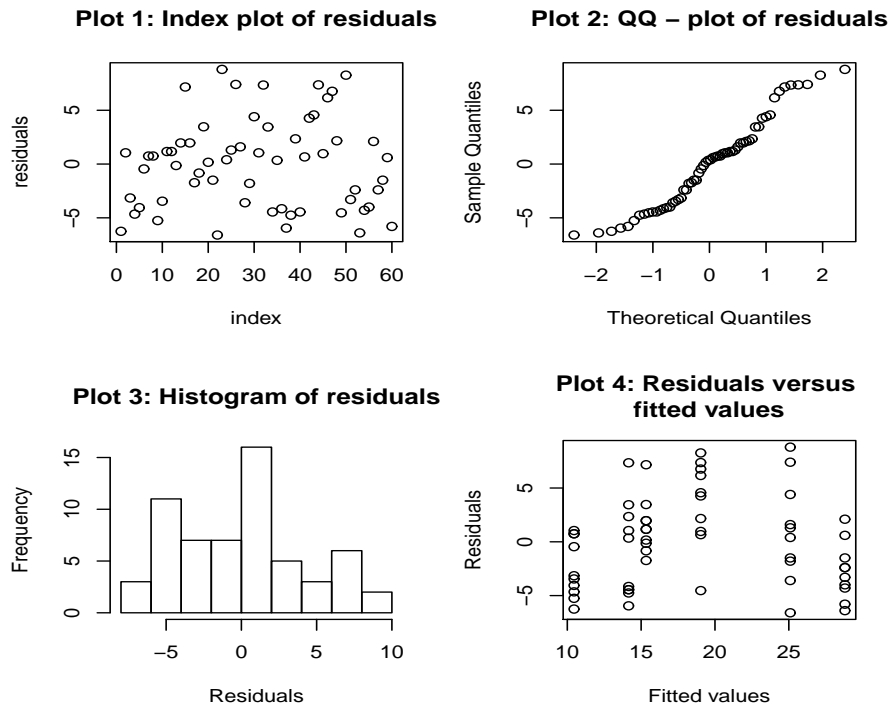 Plot 1: Index plot of residuals
residuals
5
0
−5
0 10 20 30 40 50 60
index
Plot 2: QQ − plot of residuals
Sample Quantiles
5
0
−5
−2 −1 0 1 2
Theoretical Quantiles
Plot 3: Histogram of residuals
Frequency
15
10
5
0
−5 0 5 10
Residuals
Plot 4: Residuals versus
fitted values
Residuals
5
0
−5
10 15 20 25
Fitted values